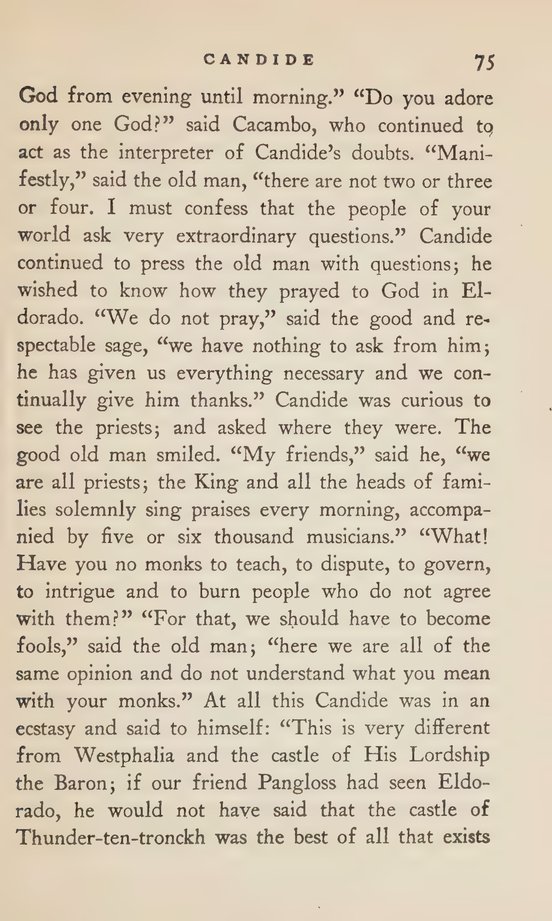 CANDIDE 75
God from evening until morning.” “Do you adore
only one God?” said Cacambo, who continued to
act as the interpreter of Candide’s doubts. “Mani-
festly,” said the old man, “there are not two or three
or four. I must confess that the people of your
world ask very extraordinary questions.” Candide
continued to press the old man with questions; he
wished to know how they prayed to God in El-
dorado. “We do not pray,” said the good and re-
spectable sage, “we have nothing to ask from him;
he has given us everything necessary and we con-
tinually give him thanks.” Candide was curious to
see the priests; and asked where they were. The
good old man smiled. “My friends,” said he, “we
are all priests; the King and all the heads of fami-
lies solemnly sing praises every morning, accompa-
nied by five or six thousand musicians.” “What!
Have you no monks to teach, to dispute, to govern,
to intrigue and to burn people who do not agree
with them?” “For that, we should have to become
fools,” said the old man; “here we are all of the
same opinion and do not understand what you mean
with your monks.” At all this Candide was in an
ecstasy and said to himself: “This is very different
from Westphalia and the castle of His Lordship
the Baron; if our friend Pangloss had seen Eldo-
rado, he would not have said that the castle of
Thunder-ten-tronckh was the best of all that exists